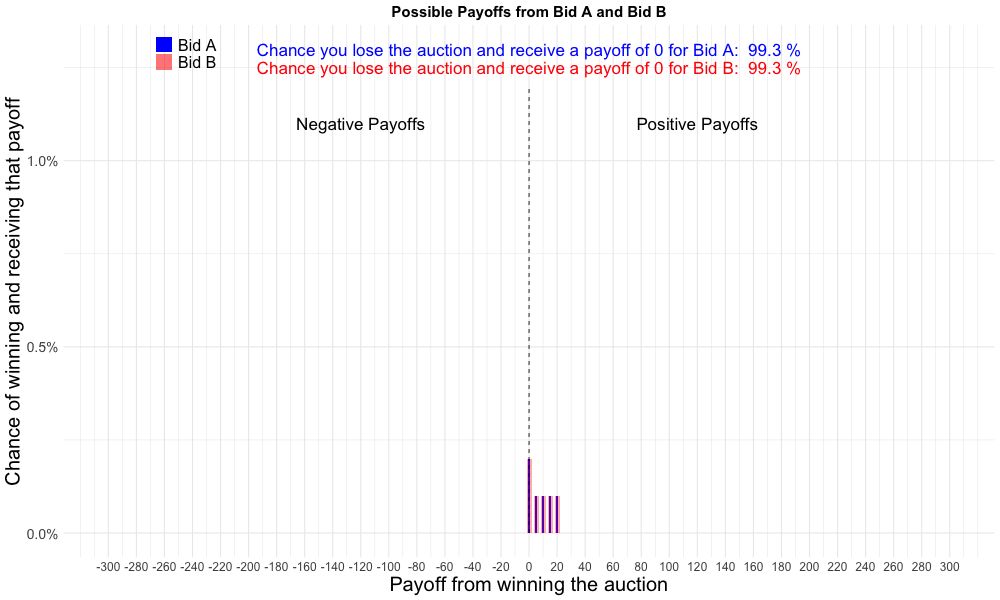 Possible Payoffs from Bid A and Bid B
Bid A
Bid B
Chance you lose the auction and receive a payoff of 0 for Bid A:  99.3 %
Chance you lose the auction and receive a payoff of 0 for Bid B:  99.3 %
Negative Payoffs
Positive Payoffs
Chance of winning and receiving that payoff
1.0%
0.5%
0.0%
-300 -280 -260 -240 -220 -200 -180 -160 -140 -120 -100 -80 -60 -40 -20 0 20 40 60 80 100 120 140 160 180 200 220 240 260 280 300
Payoff from winning the auction